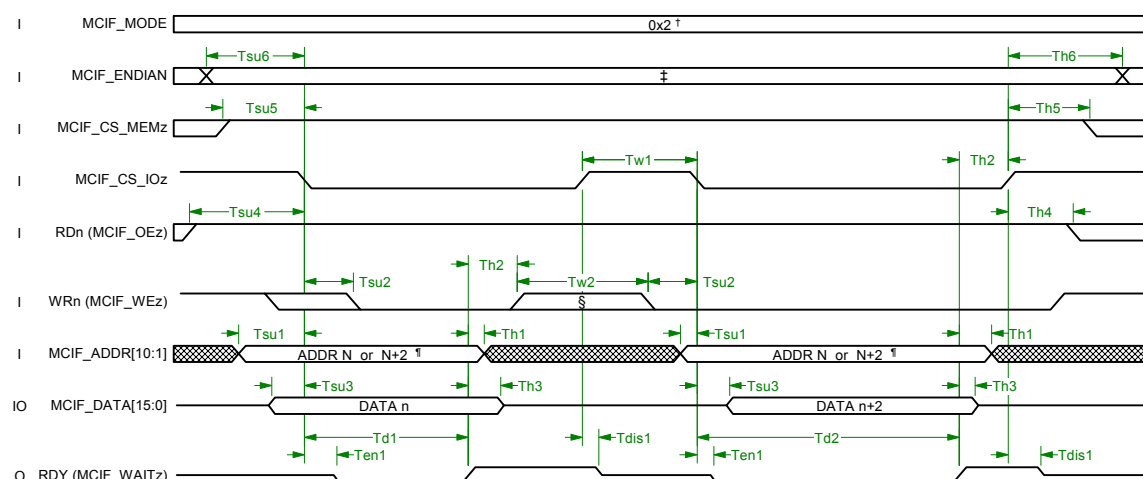 I MCIF_MODE 0x2 †
Tsu6 Th6
I MCIF_ENDIAN ‡
Tsu5 Th5
I MCIF_CS_MEMz
Tw1 Th2
I MCIF_CS_IOz
Tsu4 Th4
I RDn (MCIF_OEz)
Tsu2 Th2 Tw2 Tsu2
I WRn (MCIF_WEz) §
Tsu1 Th1 Tsu1 Th1
I MCIF_ADDR[10:1] ADDR N or N+2 ¶ ADDR N or N+2 ¶
Tsu3 Th3 Tsu3 Th3
IO MCIF_DATA[15:0] DATA n DATA n+2
Td1 Tdis1 Td2
Ten1 Ten1 Tdis1
O RDY (MCIF_WAITz)